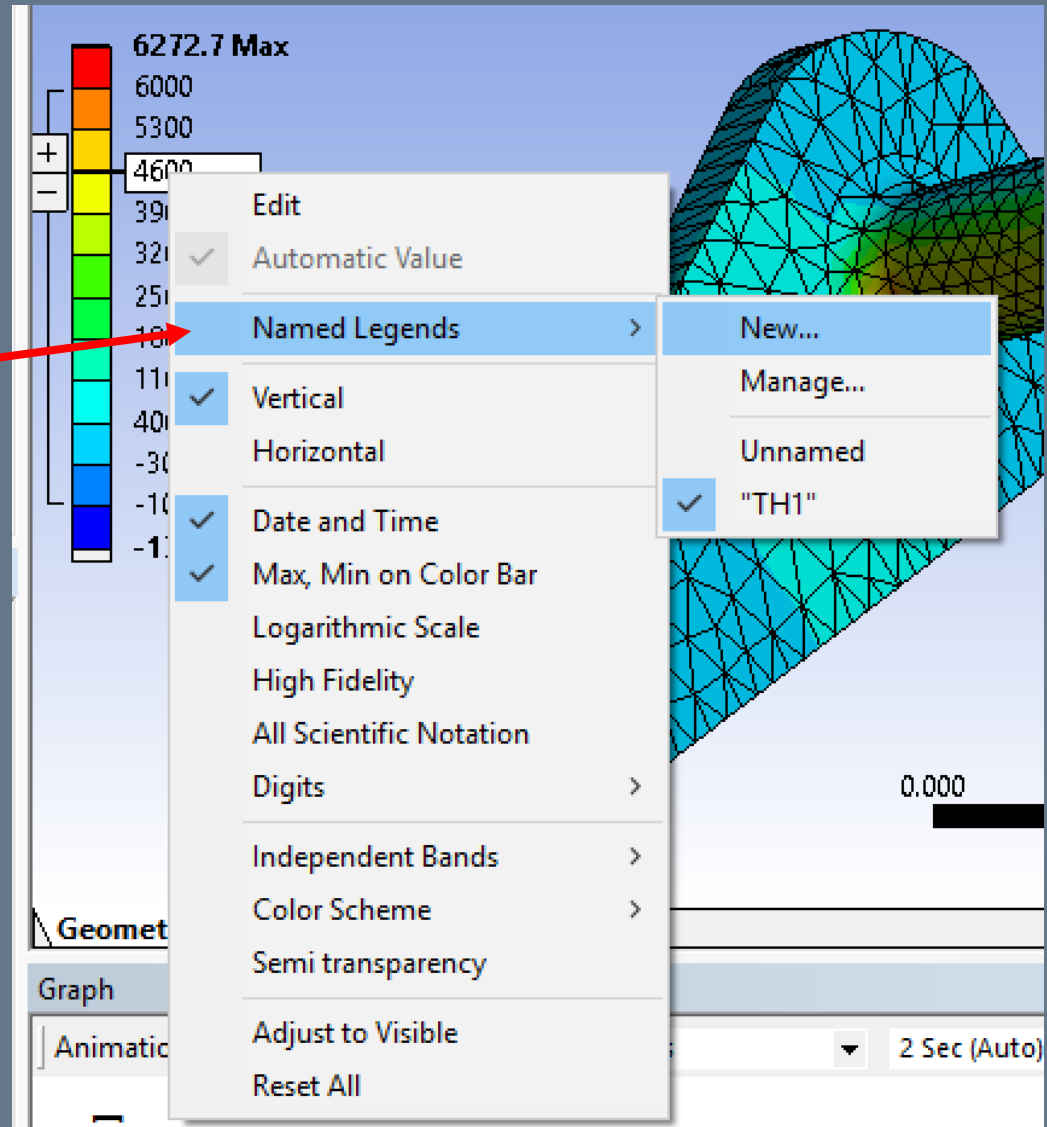 6272.7 Max
6000
5300
+
4600
−
Edit
Automatic Value
Named Legends
New...
Manage...
Unnamed
"TH1"
Vertical
Horizontal
Date and Time
Max, Min on Color Bar
Logarithmic Scale
High Fidelity
All Scientific Notation
Digits
0.000
Independent Bands
Color Scheme
Semi transparency
Adjust to Visible
Reset All
Geomet
Graph
Animatic
2 Sec (Auto)